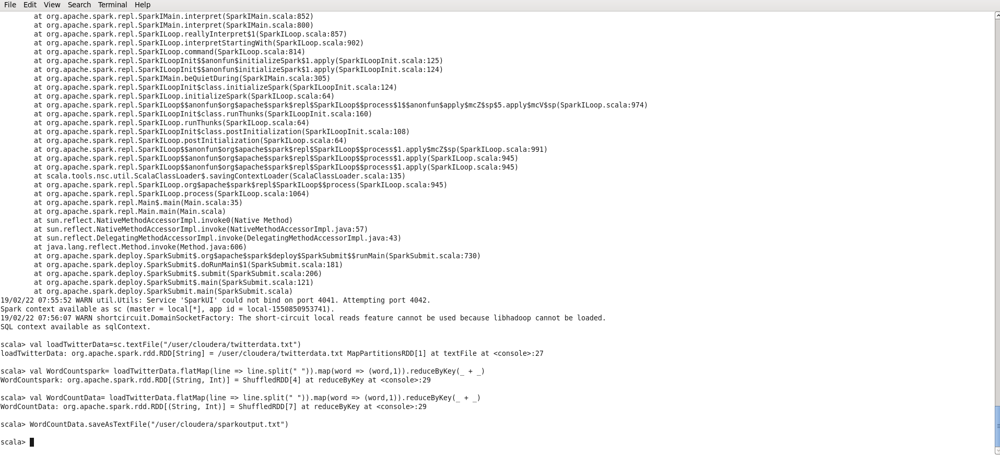 File Edit View Search Terminal Help
at org.apache.spark.repl.SparkIMain.interpret(SparkIMain.scala:852)
at org.apache.spark.repl.SparkIMain.interpret(SparkIMain.scala:800)
at org.apache.spark.repl.SparkILoop.reallyInterpret$1(SparkILoop.scala:857)
at org.apache.spark.repl.SparkILoop.interpretStartingWith(SparkILoop.scala:902)
at org.apache.spark.repl.SparkILoop.command(SparkILoop.scala:814)
at org.apache.spark.repl.SparkILoopInit$$anonfun$initializeSpark$1.apply(SparkILoopInit.scala:125)
at org.apache.spark.repl.SparkILoopInit$$anonfun$initializeSpark$1.apply(SparkILoopInit.scala:124)
at org.apache.spark.repl.SparkIMain.beQuietDuring(SparkIMain.scala:305)
at org.apache.spark.repl.SparkILoopInit$class.initializeSpark(SparkILoopInit.scala:124)
at org.apache.spark.repl.SparkILoop.initializeSpark(SparkILoop.scala:64)
at org.apache.spark.repl.SparkILoop$$anonfun$org$apache$spark$repl$SparkILoop$$process$1$$anonfun$apply$mcZ$sp$5.apply$mcV$sp(SparkILoop.scala:974)
at org.apache.spark.repl.SparkILoopInit$class.runThunks(SparkILoopInit.scala:160)
at org.apache.spark.repl.SparkILoop.runThunks(SparkILoop.scala:64)
at org.apache.spark.repl.SparkILoopInit$class.postInitialization(SparkILoopInit.scala:108)
at org.apache.spark.repl.SparkILoop.postInitialization(SparkILoop.scala:64)
at org.apache.spark.repl.SparkILoop$$anonfun$org$apache$spark$repl$SparkILoop$$process$1.apply$mcZ$sp(SparkILoop.scala:991)
at org.apache.spark.repl.SparkILoop$$anonfun$org$apache$spark$repl$SparkILoop$$process$1.apply(SparkILoop.scala:945)
at org.apache.spark.repl.SparkILoop$$anonfun$org$apache$spark$repl$SparkILoop$$process$1.apply(SparkILoop.scala:945)
at scala.tools.nsc.util.ScalaClassLoader$.savingContextLoader(ScalaClassLoader.scala:135)
at org.apache.spark.repl.SparkILoop.org$apache$spark$repl$SparkILoop$$process(SparkILoop.scala:945)
at org.apache.spark.repl.SparkILoop.process(SparkILoop.scala:1064)
at org.apache.spark.repl.Main$.main(Main.scala:35)
at org.apache.spark.repl.Main.main(Main.scala)
at sun.reflect.NativeMethodAccessorImpl.invoke0(Native Method)
at sun.reflect.NativeMethodAccessorImpl.invoke(NativeMethodAccessorImpl.java:57)
at sun.reflect.DelegatingMethodAccessorImpl.invoke(DelegatingMethodAccessorImpl.java:43)
at java.lang.reflect.Method.invoke(Method.java:606)
at org.apache.spark.deploy.SparkSubmit$.org$apache$spark$deploy$SparkSubmit$$runMain(SparkSubmit.scala:730)
at org.apache.spark.deploy.SparkSubmit$.doRunMain$1(SparkSubmit.scala:181)
at org.apache.spark.deploy.SparkSubmit$.submit(SparkSubmit.scala:206)
at org.apache.spark.deploy.SparkSubmit$.main(SparkSubmit.scala:121)
at org.apache.spark.deploy.SparkSubmit.main(SparkSubmit.scala)
19/02/22 07:55:52 WARN util.Utils: Service 'SparkUI' could not bind on port 4041. Attempting port 4042.
Spark context available as sc (master = local[*], app id = local-1550850953741).
19/02/22 07:56:07 WARN shortcircuit.DomainSocketFactory: The short-circuit local reads feature cannot be used because libhadoop cannot be loaded.
SQL context available as sqlContext.
scala> val loadTwitterData=sc.textFile("/user/cloudera/twitterdata.txt")
loadTwitterData: org.apache.spark.rdd.RDD[String] = /user/cloudera/twitterdata.txt MapPartitionsRDD[1] at textFile at <console>:27
scala> val WordCountspark= loadTwitterData.flatMap(line => line.split(" ")).map(word => (word,1)).reduceByKey(_ + _)
WordCountspark: org.apache.spark.rdd.RDD[(String, Int)] = ShuffledRDD[4] at reduceByKey at <console>:29
scala> val WordCountData= loadTwitterData.flatMap(line => line.split(" ")).map(word => (word,1)).reduceByKey(_ + _)
WordCountData: org.apache.spark.rdd.RDD[(String, Int)] = ShuffledRDD[7] at reduceByKey at <console>:29
scala> WordCountData.saveAsTextFile("/user/cloudera/sparkoutput.txt")
scala>